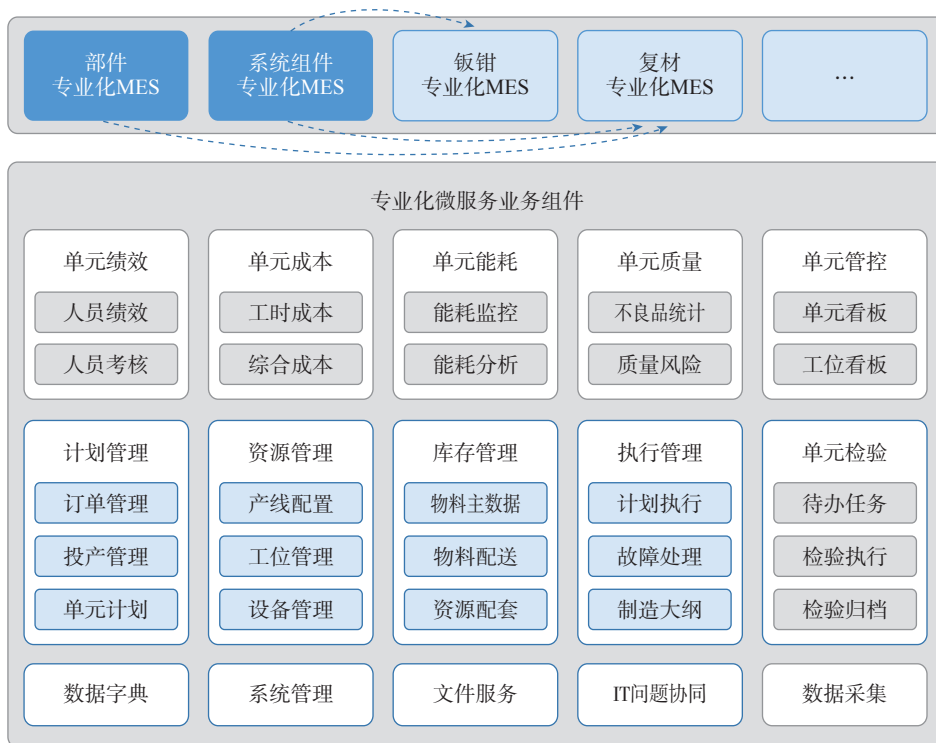 部件
专业化MES
系统组件
专业化MES
钣钳
专业化MES
复材
专业化MES
…
专业化微服务业务组件
单元绩效
人员绩效
人员考核
单元成本
工时成本
综合成本
单元能耗
能耗监控
能耗分析
单元质量
不良品统计
质量风险
单元管控
单元看板
工位看板
计划管理
订单管理
投产管理
单元计划
资源管理
产线配置
工位管理
设备管理
库存管理
物料主数据
物料配送
资源配套
执行管理
计划执行
故障处理
制造大纲
单元检验
待办任务
检验执行
检验归档
数据字典
系统管理
文件服务
IT问题协同
数据采集